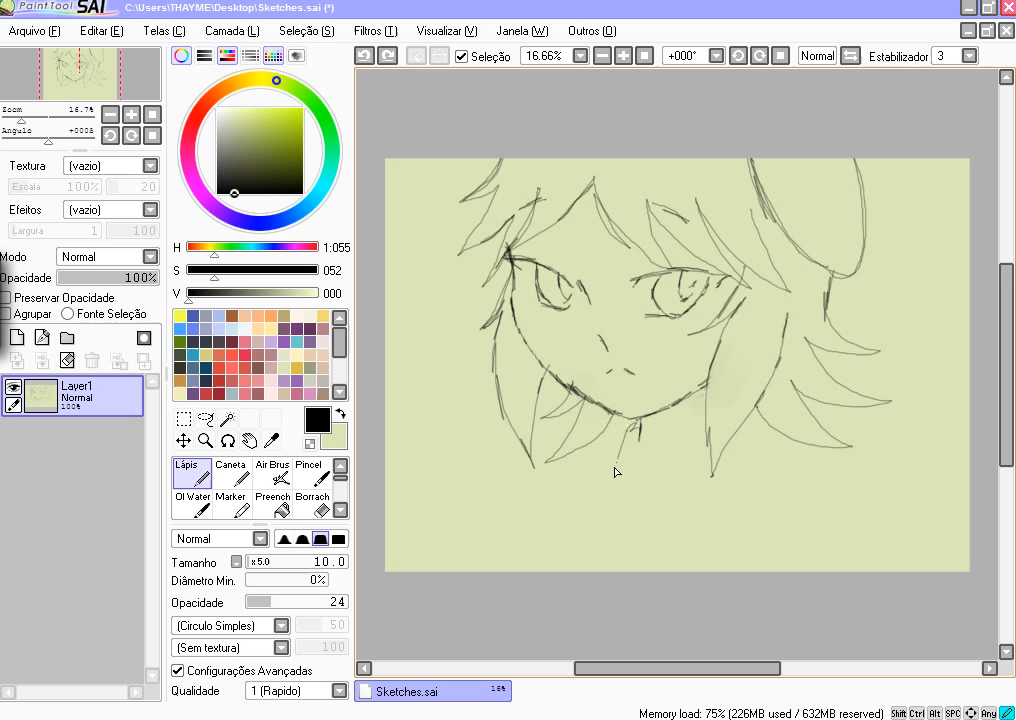 PaintTool SAI C:\Users\THAYME\Desktop\Sketches.sai (*)
Arquivo (F) Editar (E) Telas (C) Camada (L) Seleção (S) Filtros (T) Visualizar (V) Janela (W) Outros (O)
Seleção 16.66% +000° Normal Estabilizador 3
Zoom 16.7%
Angulo +000ª
Textura (vazio)
Escala 100% 20
Efeitos (vazio)
Largura 1 100
Modo Normal
Opacidade 100%
Preservar Opacidade
Agrupar Fonte Seleção
Layer1
Normal
100%
H 1:055
S 052
V 000
Lápis Caneta Air Brus Pincel
Ol Water Marker Preench Borrach
Normal
Tamanho x 5.0 10.0
Diâmetro Min. 0%
Opacidade 24
(Circulo Simples) 50
(Sem textura) 100
Configurações Avançadas
Qualidade 1 (Rapido)
Sketches.sai 16%
Memory load: 75% (226MB used / 632MB reserved) Shift Ctrl Alt SPC Any